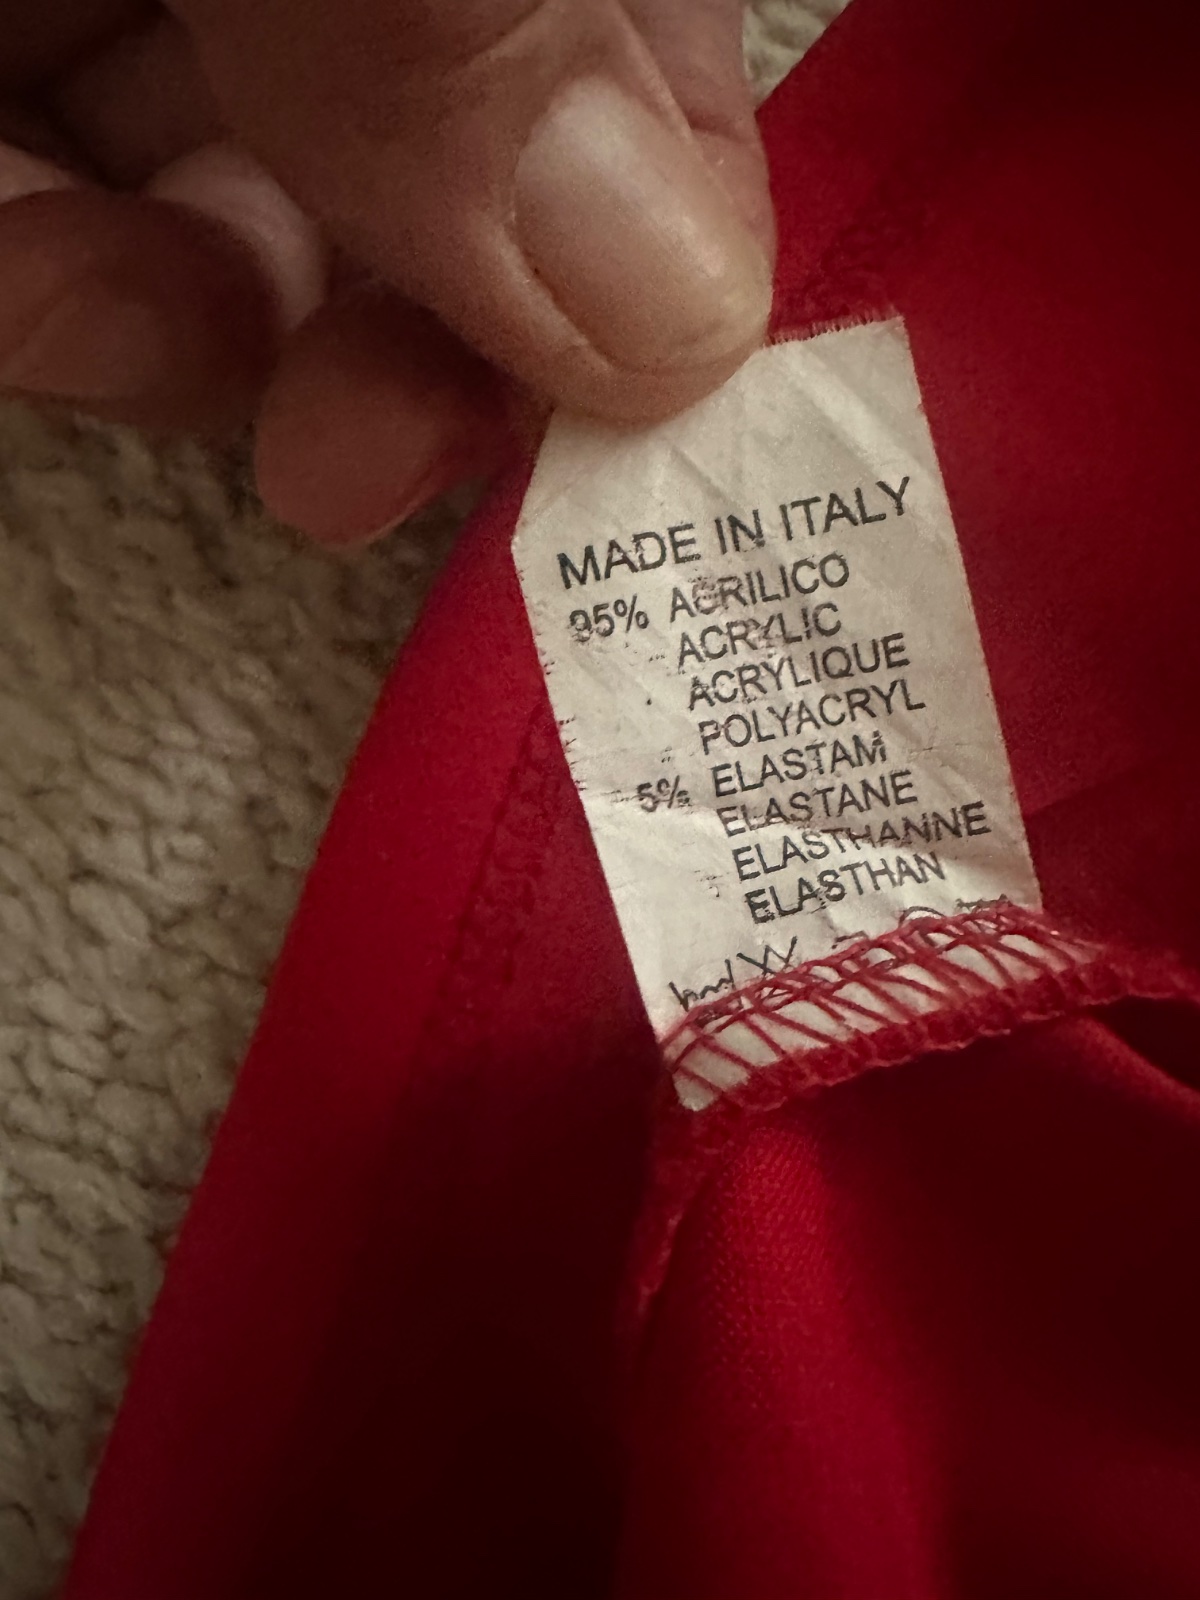 MADE IN ITALY
95% ACRILICO
ACRYLIC
ACRYLIQUE
POLYACRYL
5% ELASTAM
ELASTANE
ELASTHANNE
ELASTHAN